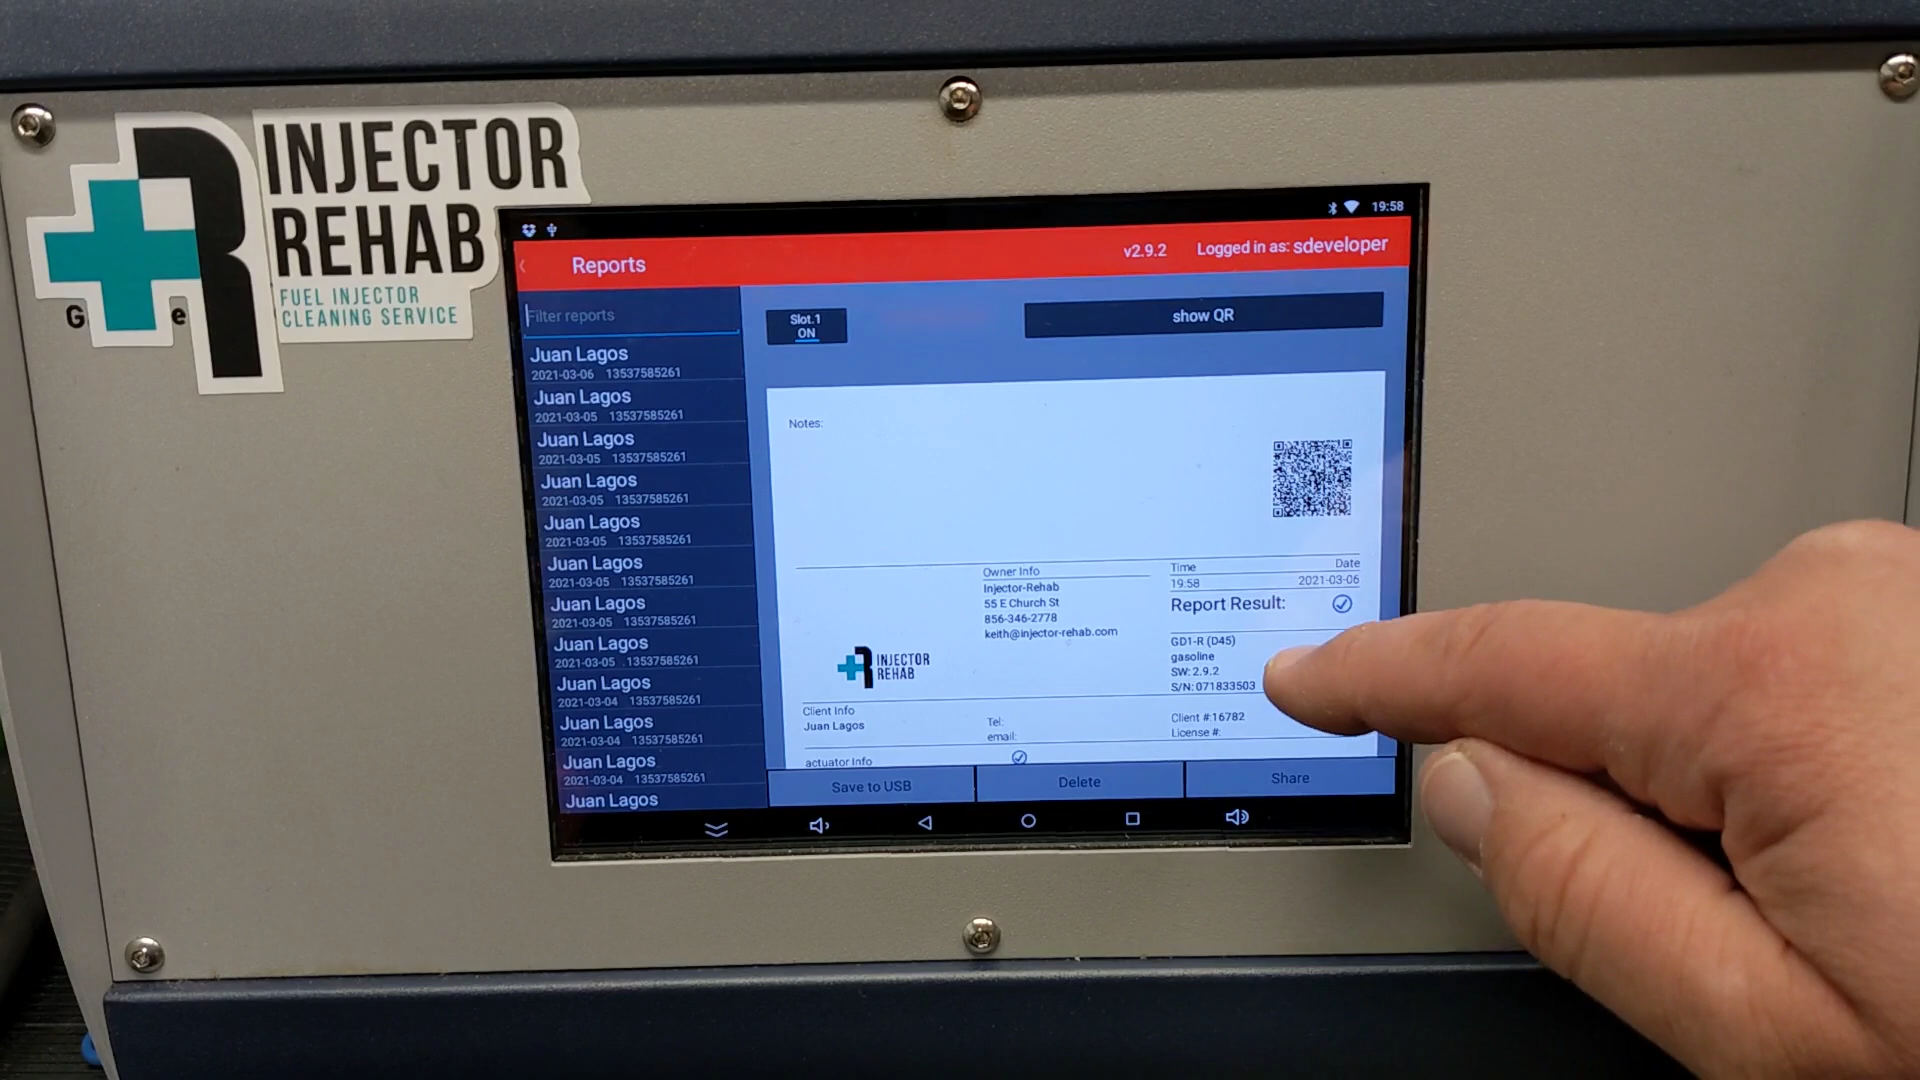 INJECTOR
REHAB
FUEL INJECTOR
CLEANING SERVICE
G
e
19:58
Reports
v2.9.2
Logged in as: sdeveloper
Filter reports
Juan Lagos
2021-03-06 13537585261
Juan Lagos
2021-03-05 13537585261
Juan Lagos
2021-03-05 13537585261
Juan Lagos
2021-03-05 13537585261
Juan Lagos
2021-03-05 13537585261
Juan Lagos
2021-03-05 13537585261
Juan Lagos
2021-03-05 13537585261
Juan Lagos
2021-03-05 13537585261
Juan Lagos
2021-03-04 13537585261
Juan Lagos
2021-03-04 13537585261
Juan Lagos
2021-03-04 13537585261
Juan Lagos
Slot.1
ON
show QR
Notes:
Owner Info
Injector-Rehab
55 E Church St
856-346-2778
keith@injector-rehab.com
Time Date
19:58 2021-03-06
Report Result:
GD1-R (D45)
gasoline
SW: 2.9.2
S/N: 071833503
INJECTOR
REHAB
Client Info
Juan Lagos
Tel:
email:
Client #:16782
License #:
actuator Info
Save to USB
Delete
Share